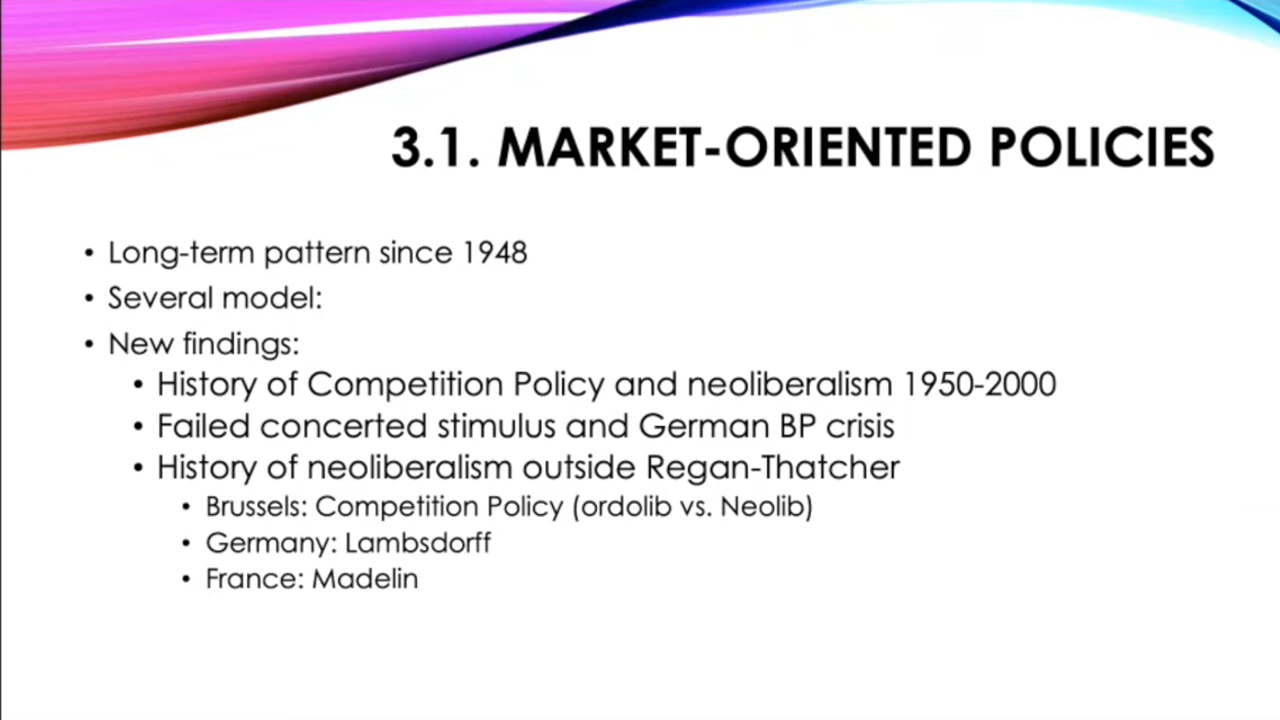 3.1. MARKET-ORIENTED POLICIES
• Long-term pattern since 1948
• Several model:
• New findings:
• History of Competition Policy and neoliberalism 1950-2000
• Failed concerted stimulus and German BP crisis
• History of neoliberalism outside Regan-Thatcher
• Brussels: Competition Policy (ordolib vs. Neolib)
• Germany: Lambsdorff
• France: Madelin